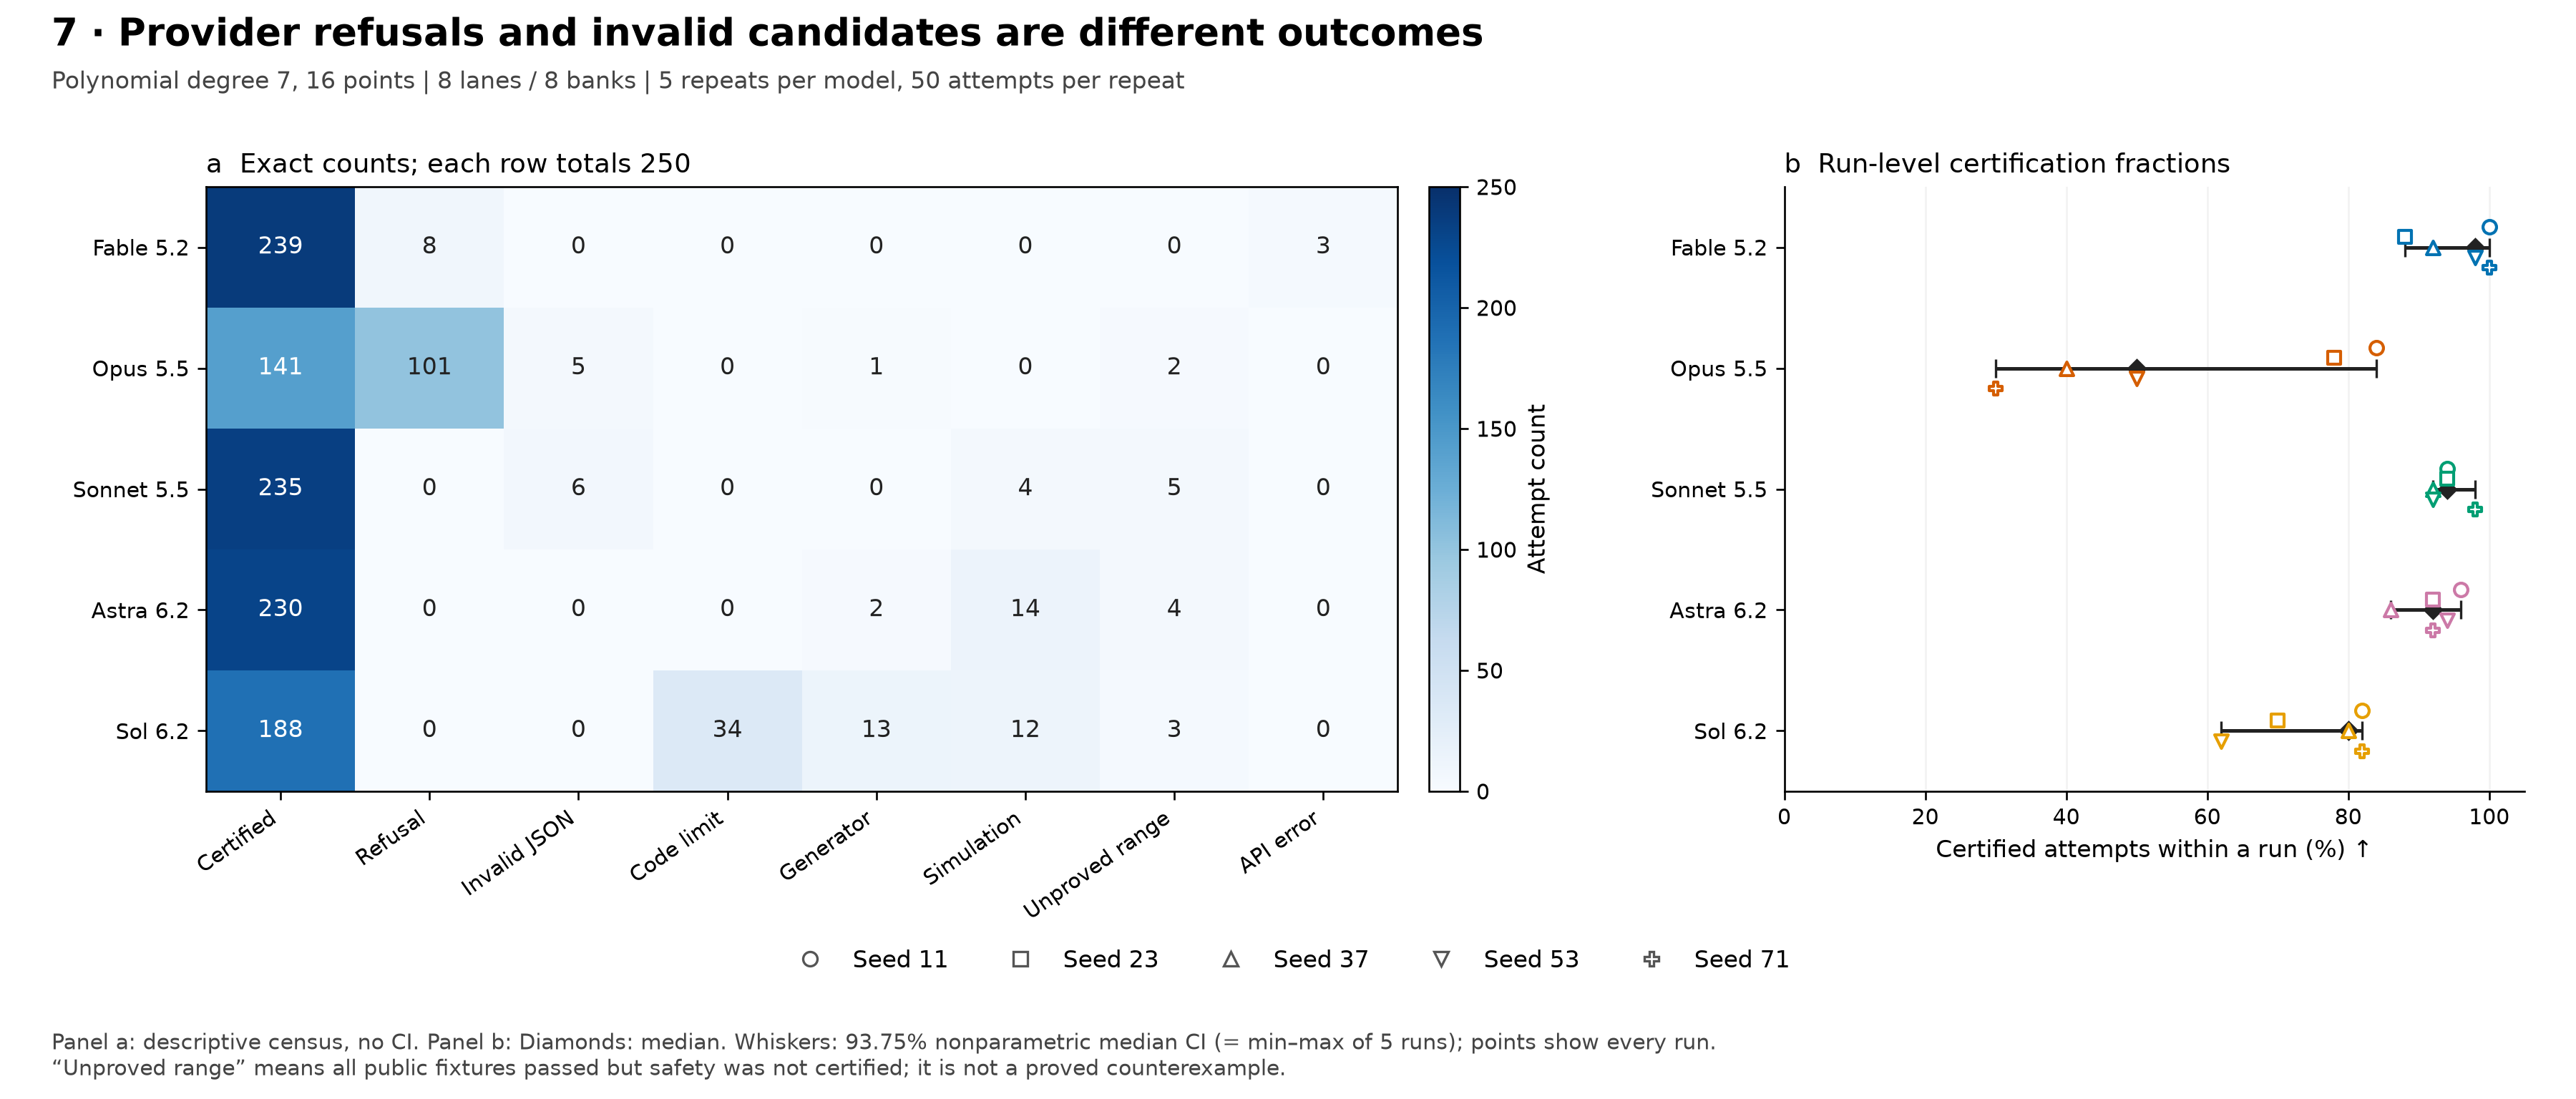 7 · Provider refusals and invalid candidates are different outcomes
Polynomial degree 7, 16 points | 8 lanes / 8 banks | 5 repeats per model, 50 attempts per repeat
a Exact counts; each row totals 250
Fable 5.2 239 8 0 0 0 0 0 3
Opus 5.5 141 101 5 0 1 0 2 0
Sonnet 5.5 235 0 6 0 0 4 5 0
Astra 6.2 230 0 0 0 2 14 4 0
Sol 6.2 188 0 0 34 13 12 3 0
Certified
Refusal
Invalid JSON
Code limit
Generator
Simulation
Unproved range
API error
250
200
150
100
50
0
Attempt count
b Run-level certification fractions
Fable 5.2
Opus 5.5
Sonnet 5.5
Astra 6.2
Sol 6.2
0 20 40 60 80 100
Certified attempts within a run (%) ↑
Seed 11 Seed 23 Seed 37 Seed 53 Seed 71
Panel a: descriptive census, no CI. Panel b: Diamonds: median. Whiskers: 93.75% nonparametric median CI (= min–max of 5 runs); points show every run.
“Unproved range” means all public fixtures passed but safety was not certified; it is not a proved counterexample.